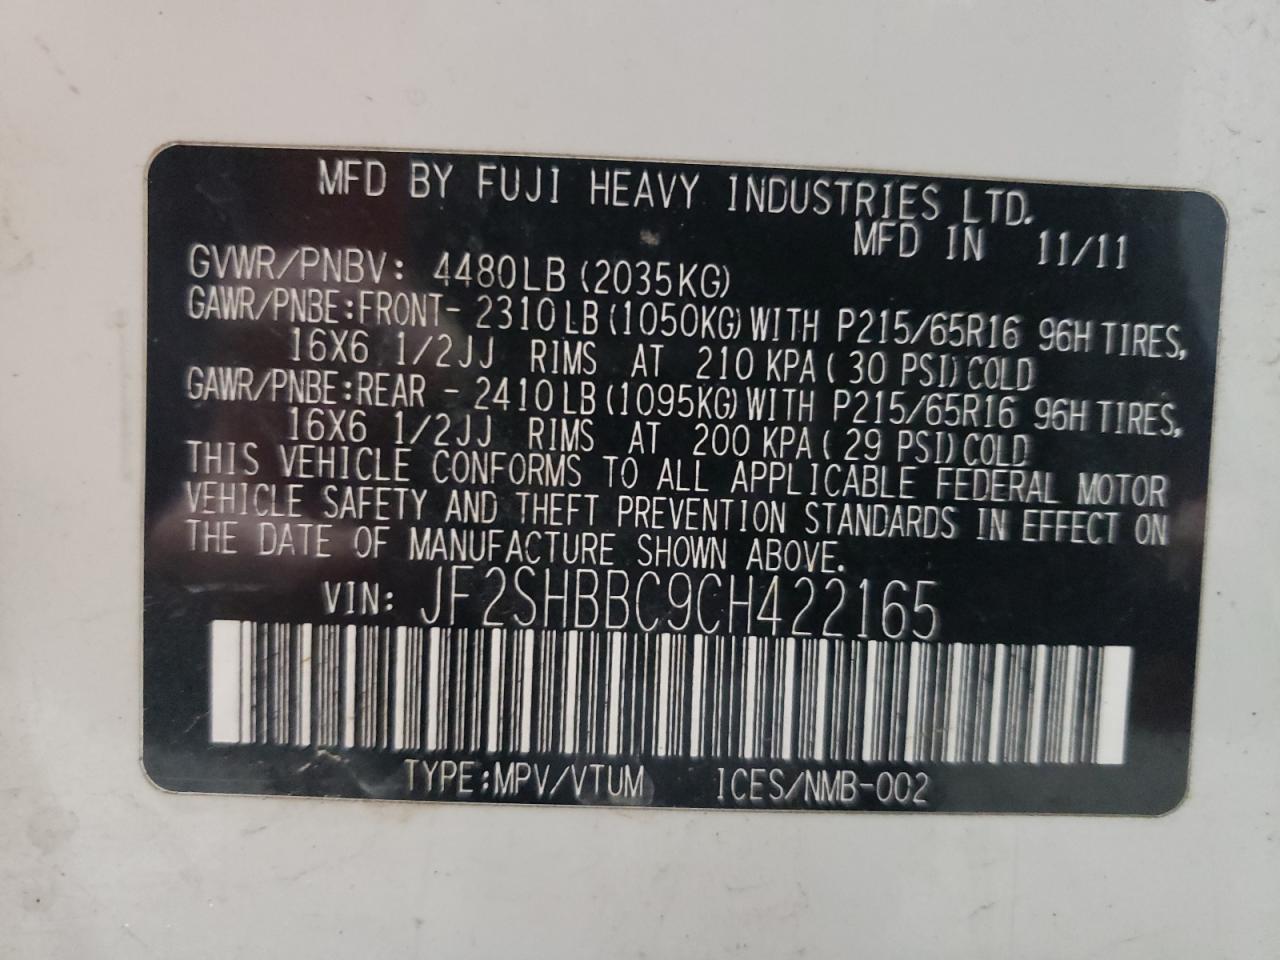 MFD BY FUJI HEAVY INDUSTRIES LTD.
MFD IN 11/11
GVWR/PNBV: 4480LB (2035KG)
GAWR/PNBE:FRONT- 2310LB(1050KG)WITH P215/65R16 96H TIRES,
16X6 1/2JJ RIMS AT 210 KPA( 30 PSI)COLD
GAWR/PNBE:REAR - 2410LB(1095KG)WITH P215/65R16 96H TIRES,
16X6 1/2JJ RIMS AT 200 KPA( 29 PSI)COLD
THIS VEHICLE CONFORMS TO ALL APPLICABLE FEDERAL MOTOR
VEHICLE SAFETY AND THEFT PREVENTION STANDARDS IN EFFECT ON
THE DATE OF MANUFACTURE SHOWN ABOVE.
VIN: JF2SHBBC9CH422165
TYPE:MPV/VTUM ICES/NMB-002